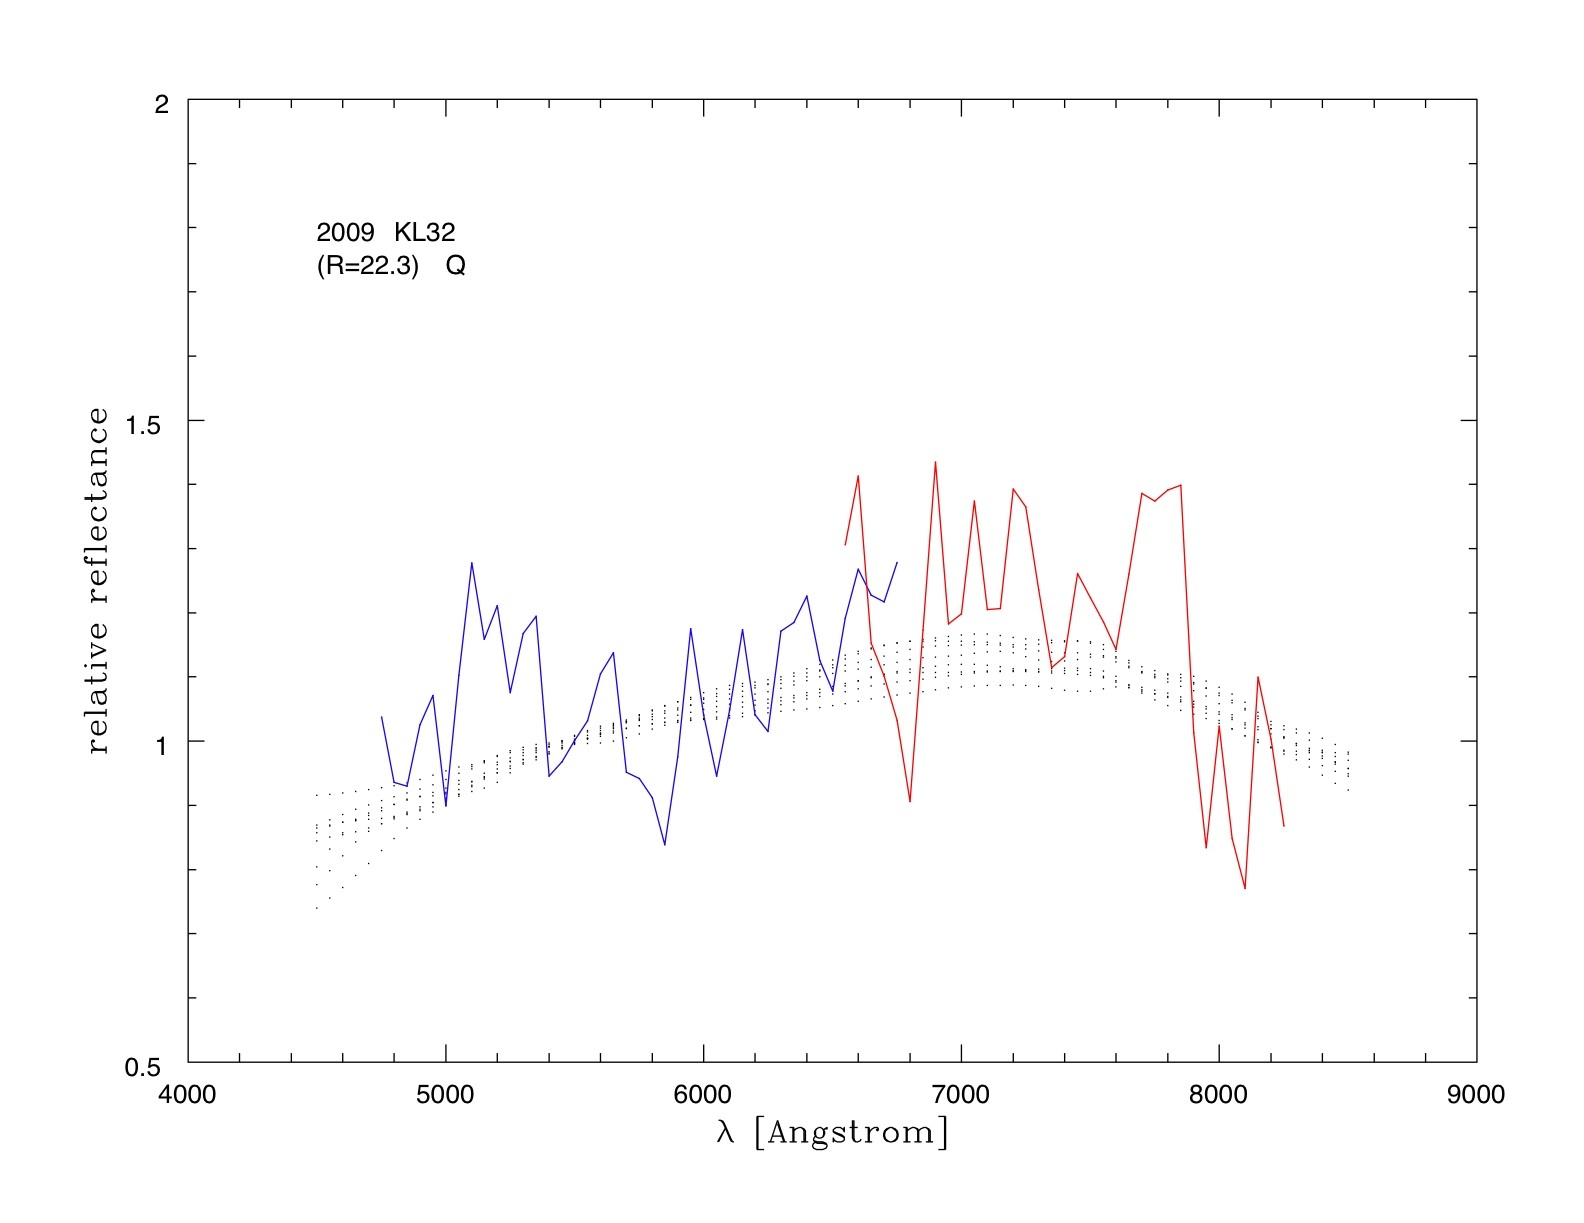 2
2009 KL32
(R=22.3) Q
1.5
relative reflectance
1
0.5
4000 5000 6000 7000 8000 9000
λ [Angstrom]